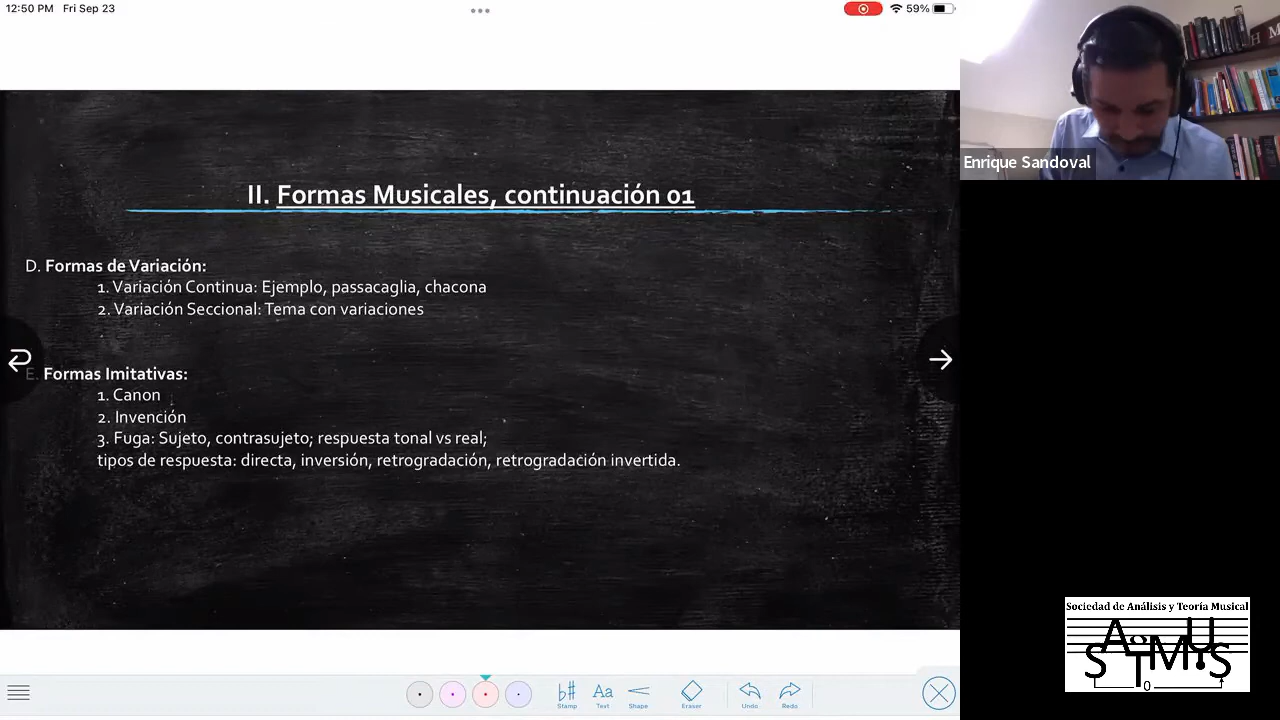 12:50 PM Fri Sep 23
59%
II. Formas Musicales, continuación 01
D. Formas de Variación:
1. Variación Continua: Ejemplo, passacaglia, chacona
2. Variación Seccional: Tema con variaciones
E. Formas Imitativas:
1. Canon
2. Invención
3. Fuga: Sujeto, contrasujeto; respuesta tonal vs real;
tipos de respuesta: directa, inversión, retrogradación, retrogradación invertida.
Stamp
Text
Shape
Eraser
Undo
Redo
Enrique Sandoval
Sociedad de Análisis y Teoría Musical
SATMUS
0